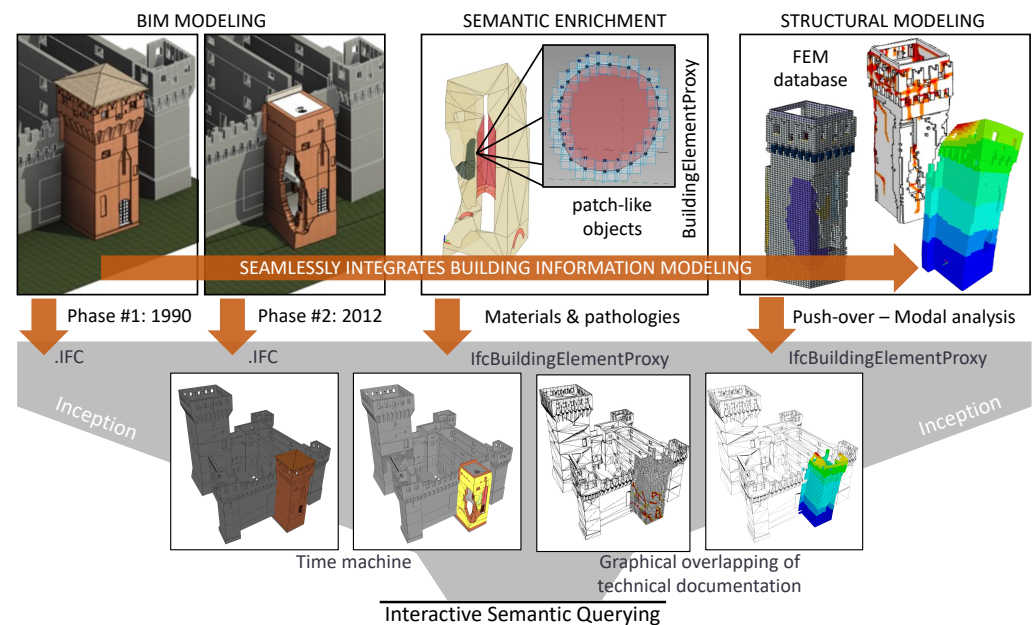 BIM MODELING
SEMANTIC ENRICHMENT
STRUCTURAL MODELING
FEM
database
BuildingElementProxy
patch-like
objects
SEAMLESSLY INTEGRATES BUILDING INFORMATION MODELING
Phase #1: 1990
Phase #2: 2012
Materials & pathologies
Push-over – Modal analysis
.IFC
.IFC
IfcBuildingElementProxy
IfcBuildingElementProxy
Inception
Inception
Time machine
Graphical overlapping of
technical documentation
Interactive Semantic Querying